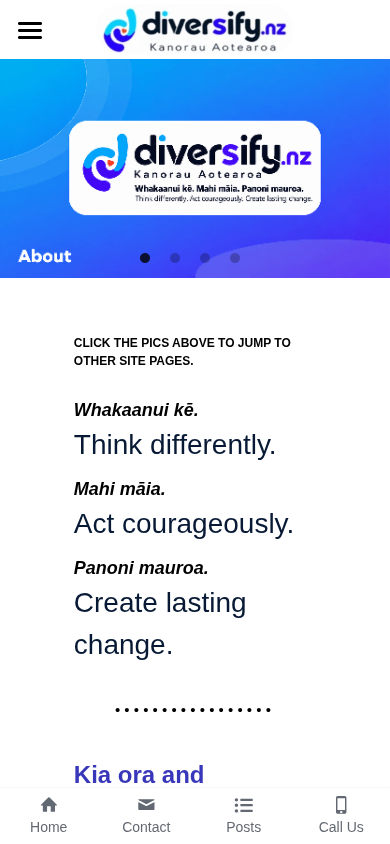 diversify.nz
Kanorau Aotearoa
diversify.nz
Kanorau Aotearoa
Whakaanui kē. Mahi māia. Panoni mauroa.
Think differently. Act courageously. Create lasting change.
About
CLICK THE PICS ABOVE TO JUMP TO
OTHER SITE PAGES.
Whakaanui kē.
Think differently.
Mahi māia.
Act courageously.
Panoni mauroa.
Create lasting
change.
Kia ora and
Home
Contact
Posts
Call Us